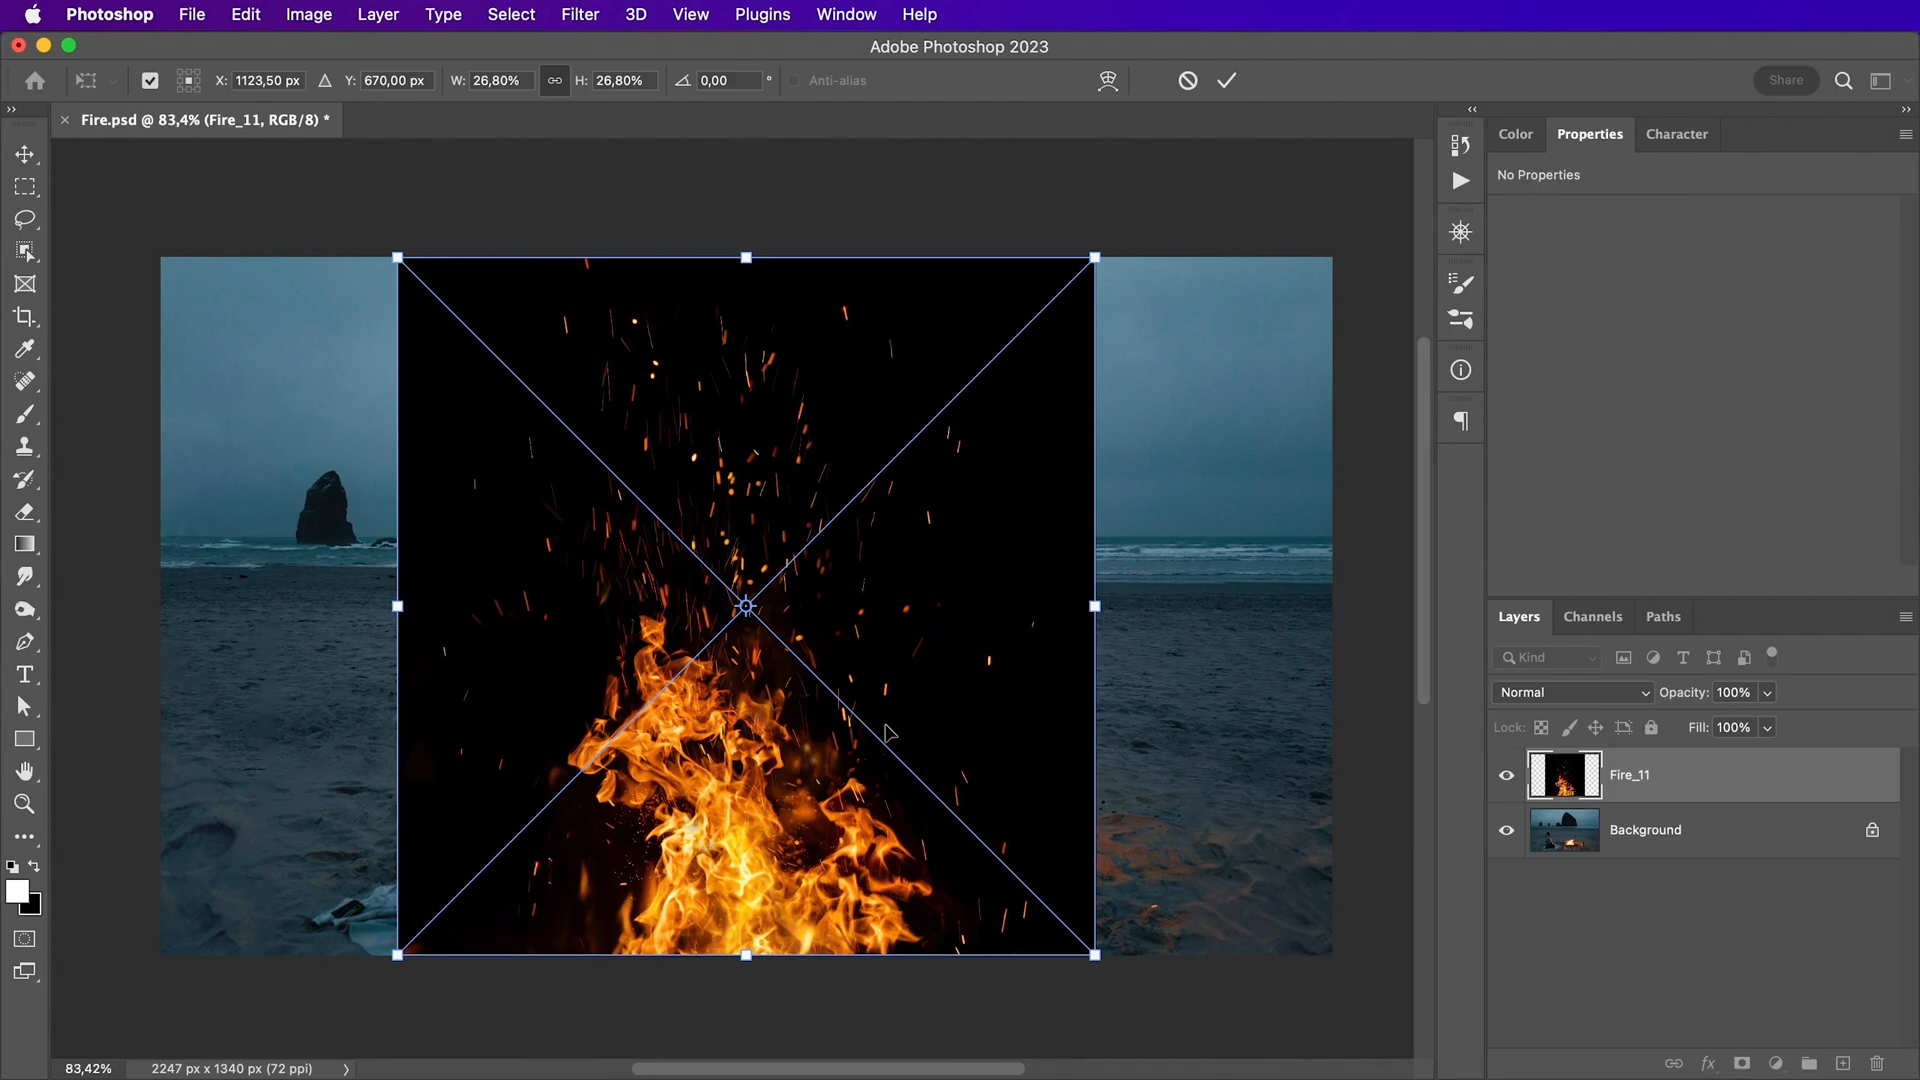 Photoshop File Edit Image Layer Type Select Filter 3D View Plugins Window Help
Adobe Photoshop 2023
X: 1123,50 px Y: 670,00 px W: 26,80% H: 26,80% 0,00 ° Anti-alias Share
Fire.psd @ 83,4% (Fire_11, RGB/8) *
Color Properties Character
No Properties
Layers Channels Paths
Kind
Normal Opacity: 100%
Lock: Fill: 100%
Fire_11
Background
83,42% 2247 px x 1340 px (72 ppi)